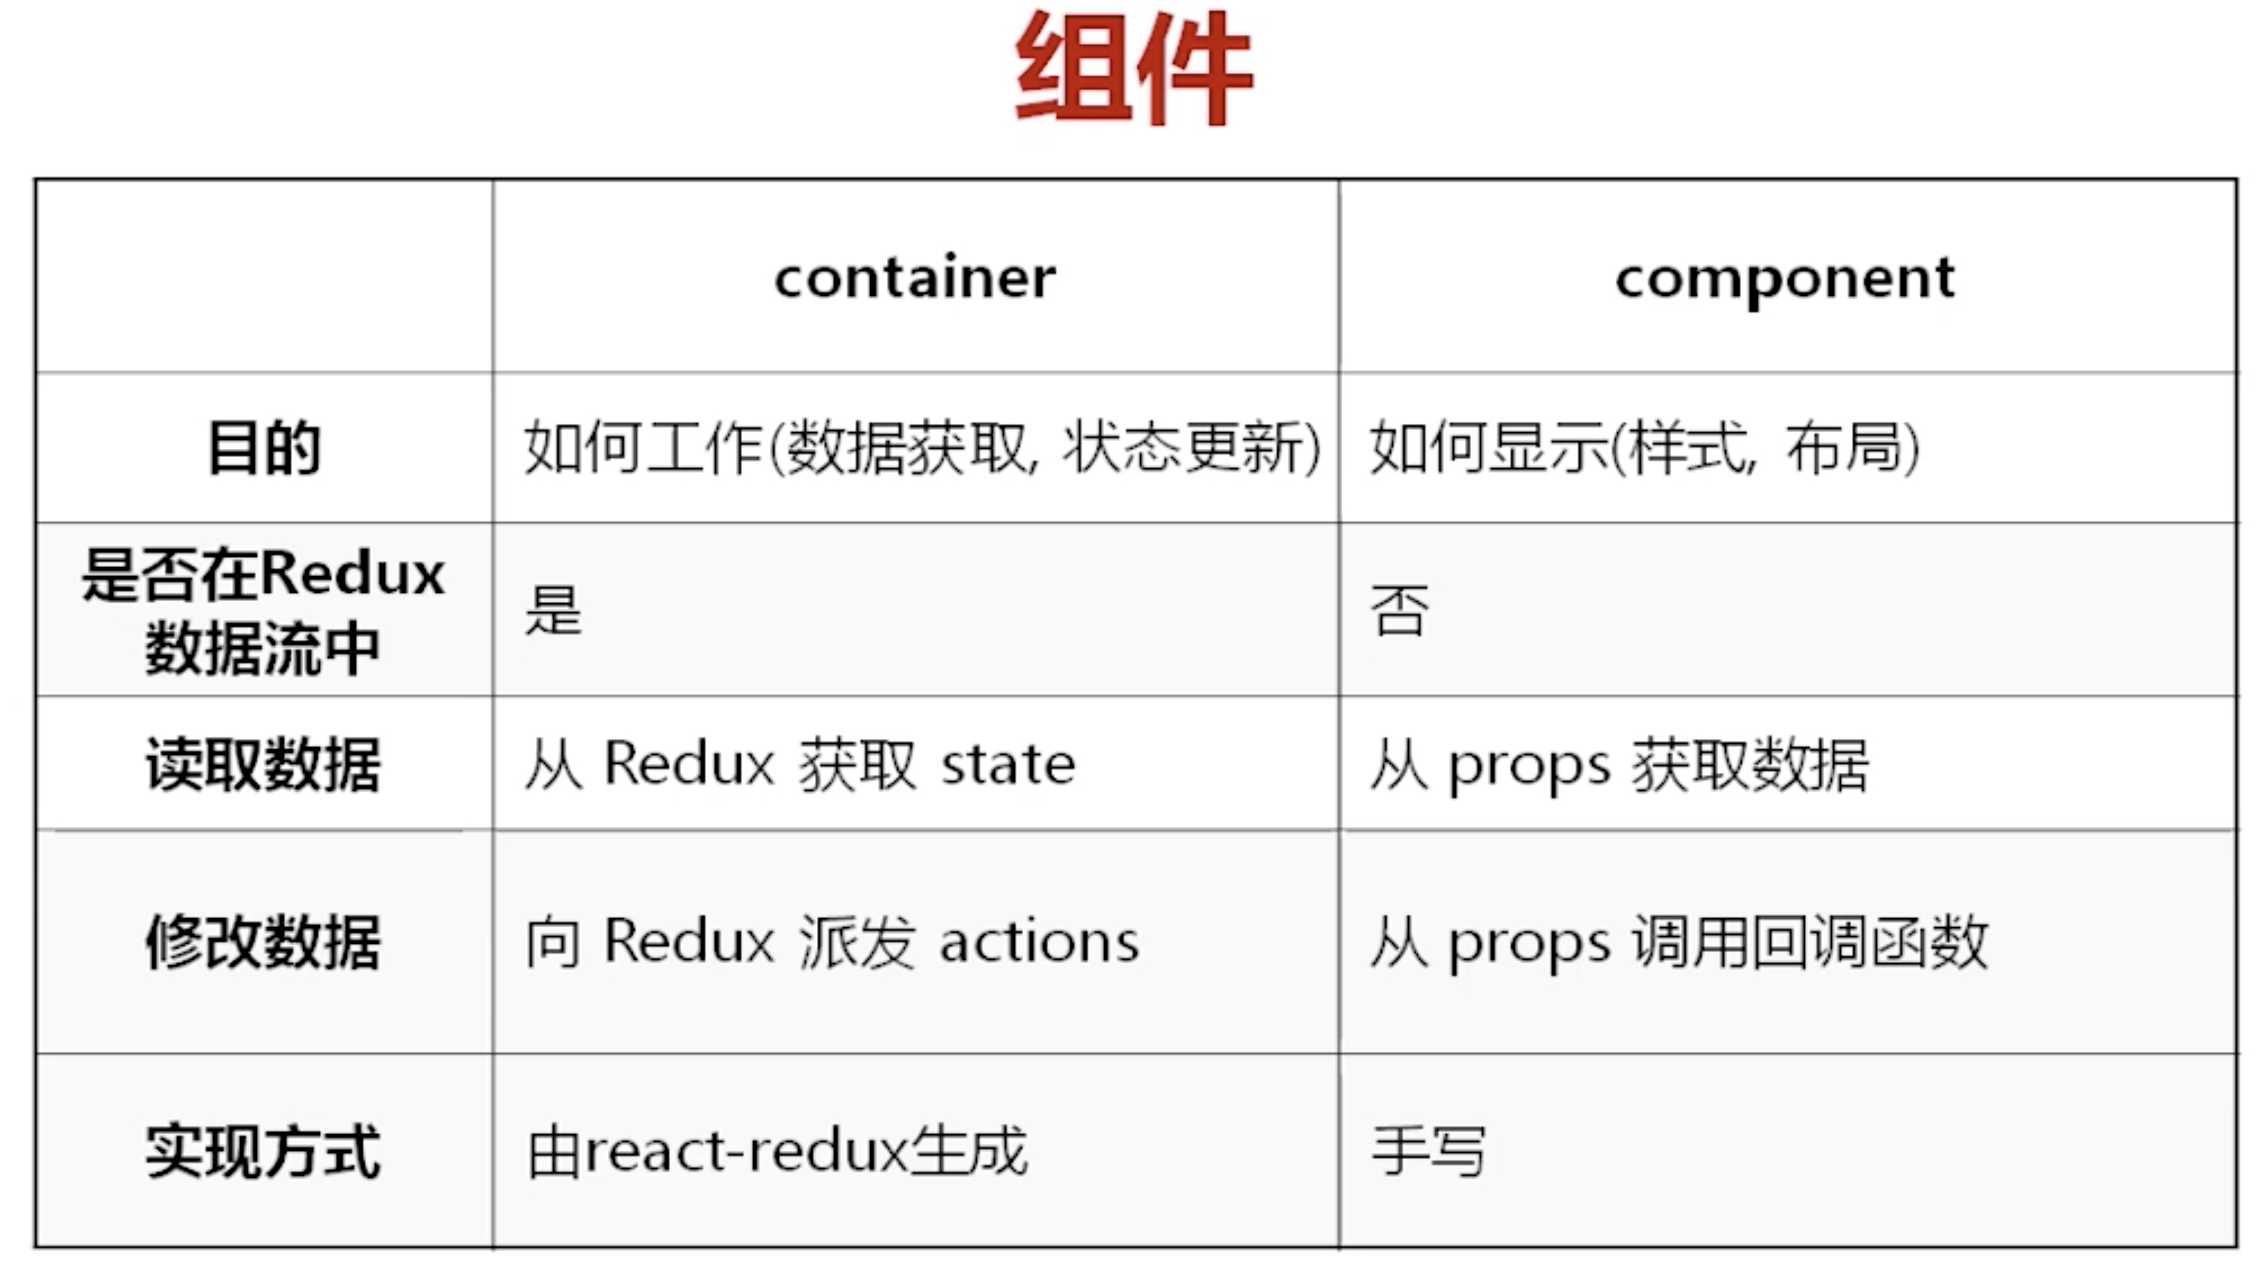 组件
container
component
目的
如何工作(数据获取, 状态更新)
如何显示(样式, 布局)
是否在Redux
数据流中
是
否
读取数据
从 Redux 获取 state
从 props 获取数据
修改数据
向 Redux 派发 actions
从 props 调用回调函数
实现方式
由react-redux生成
手写